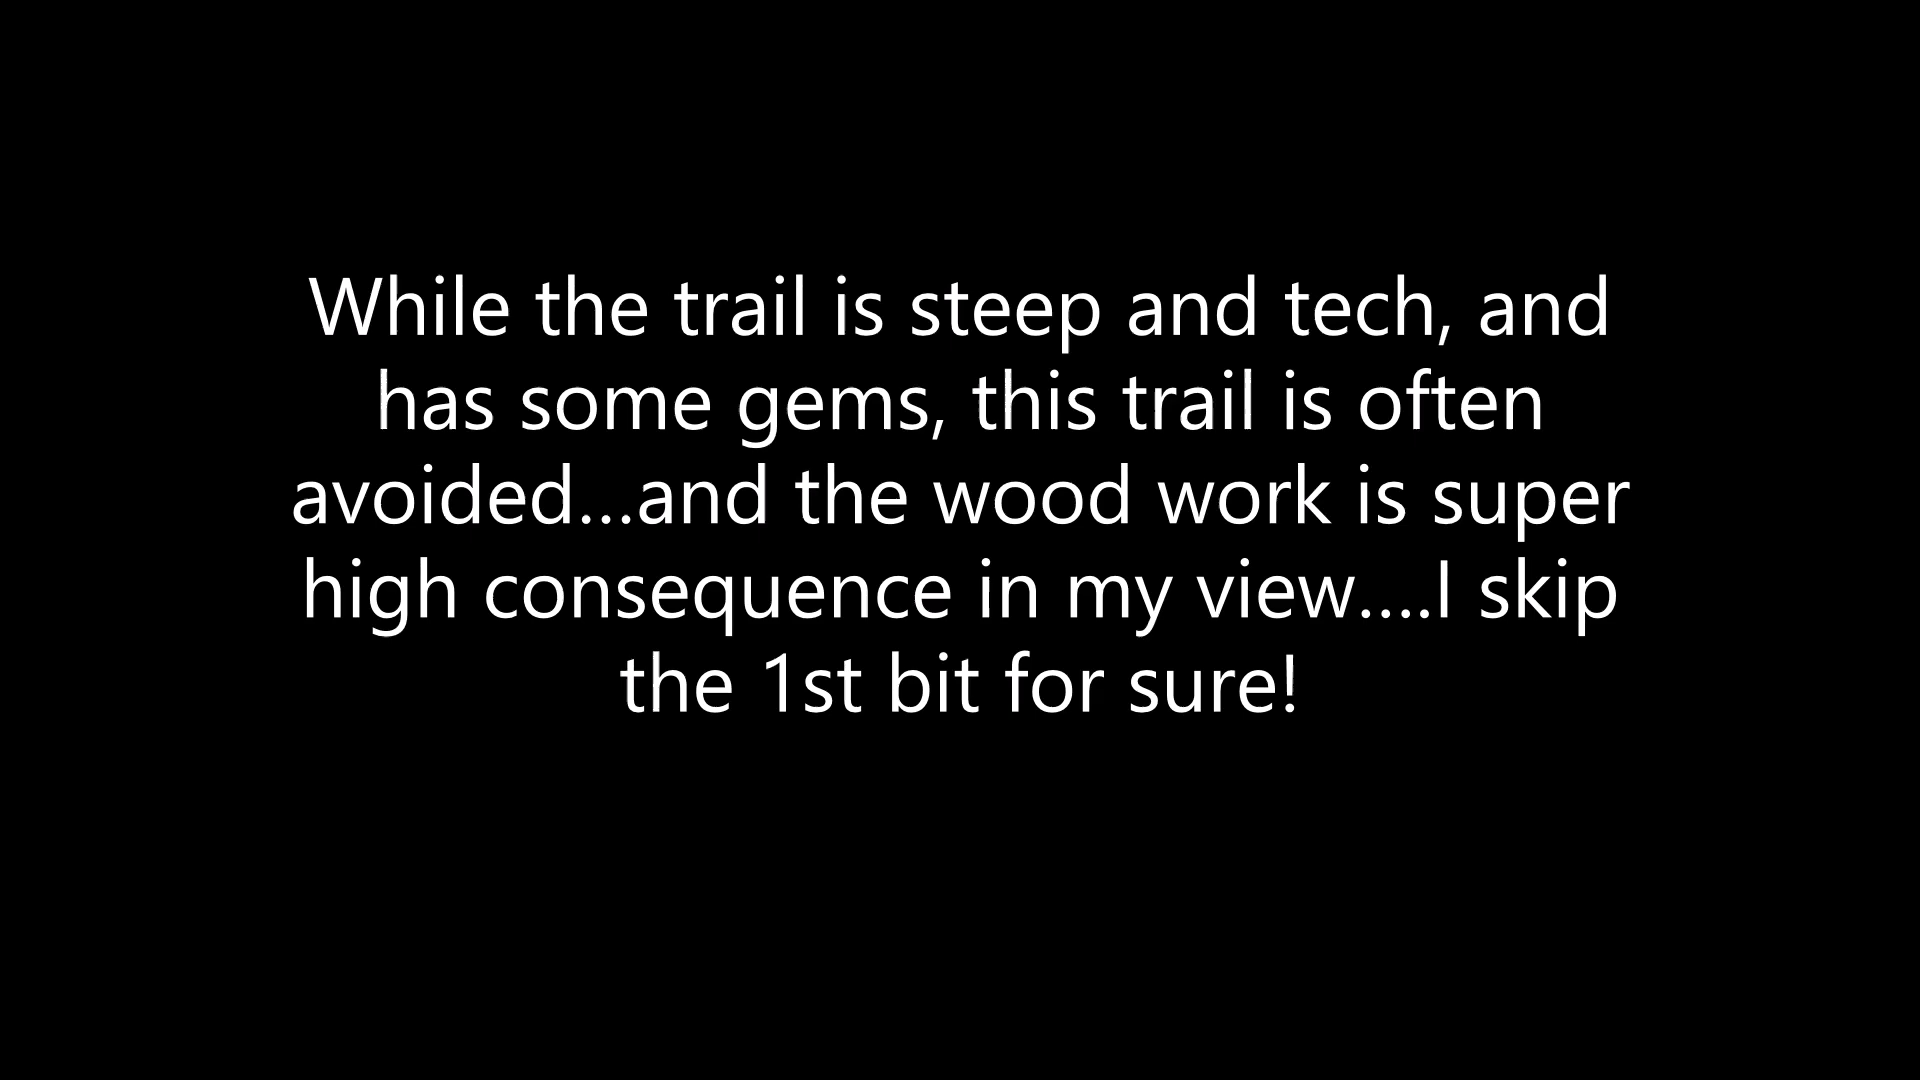 While the trail is steep and tech, and
has some gems, this trail is often
avoided...and the wood work is super
high consequence in my view....I skip
the 1st bit for sure!